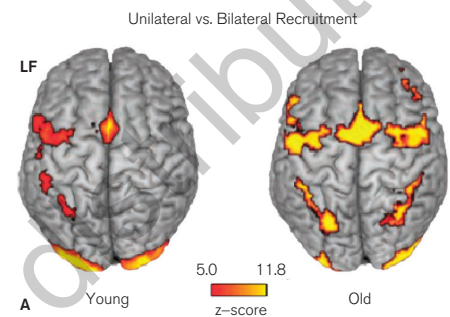 Unilateral vs. Bilateral Recruitment
LF
5.0 11.8
z–score
A
Young
Old